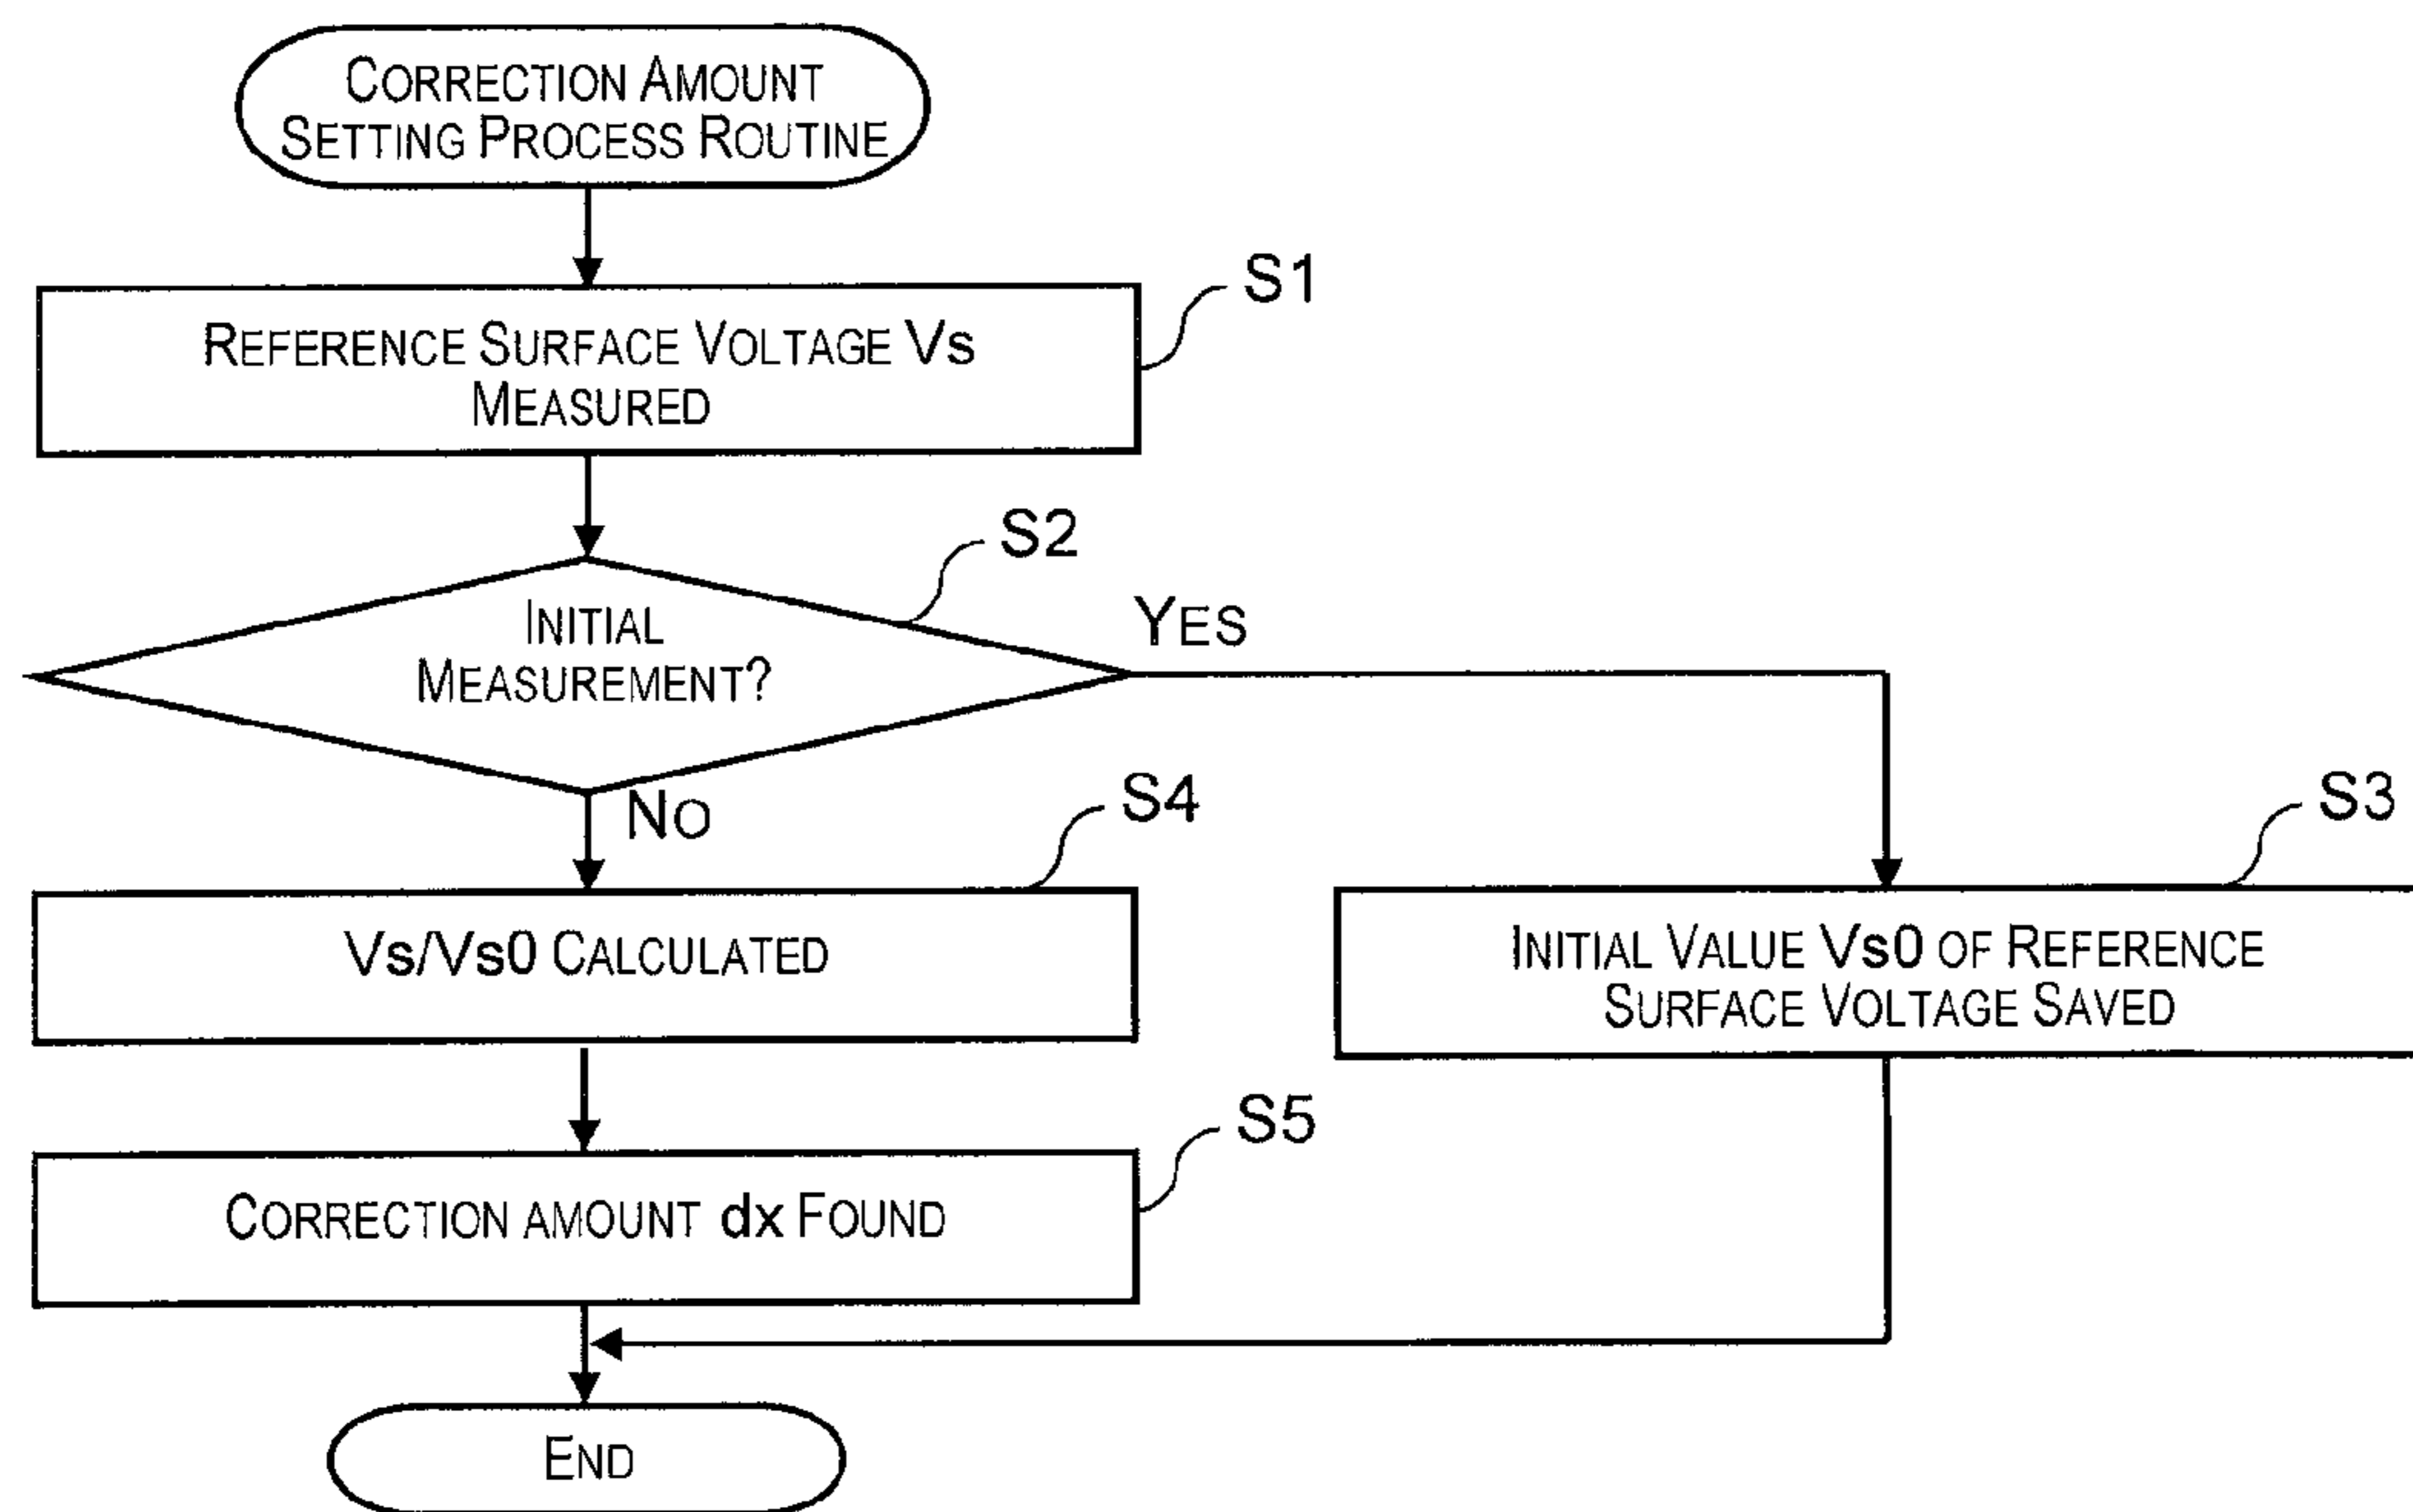 CORRECTION AMOUNT
SETTING PROCESS ROUTINE
S1
REFERENCE SURFACE VOLTAGE Vs
MEASURED
S2
INITIAL
MEASUREMENT?
YES
NO
S4
S3
Vs/Vs0 CALCULATED
INITIAL VALUE Vs0 OF REFERENCE
SURFACE VOLTAGE SAVED
S5
CORRECTION AMOUNT dx FOUND
END